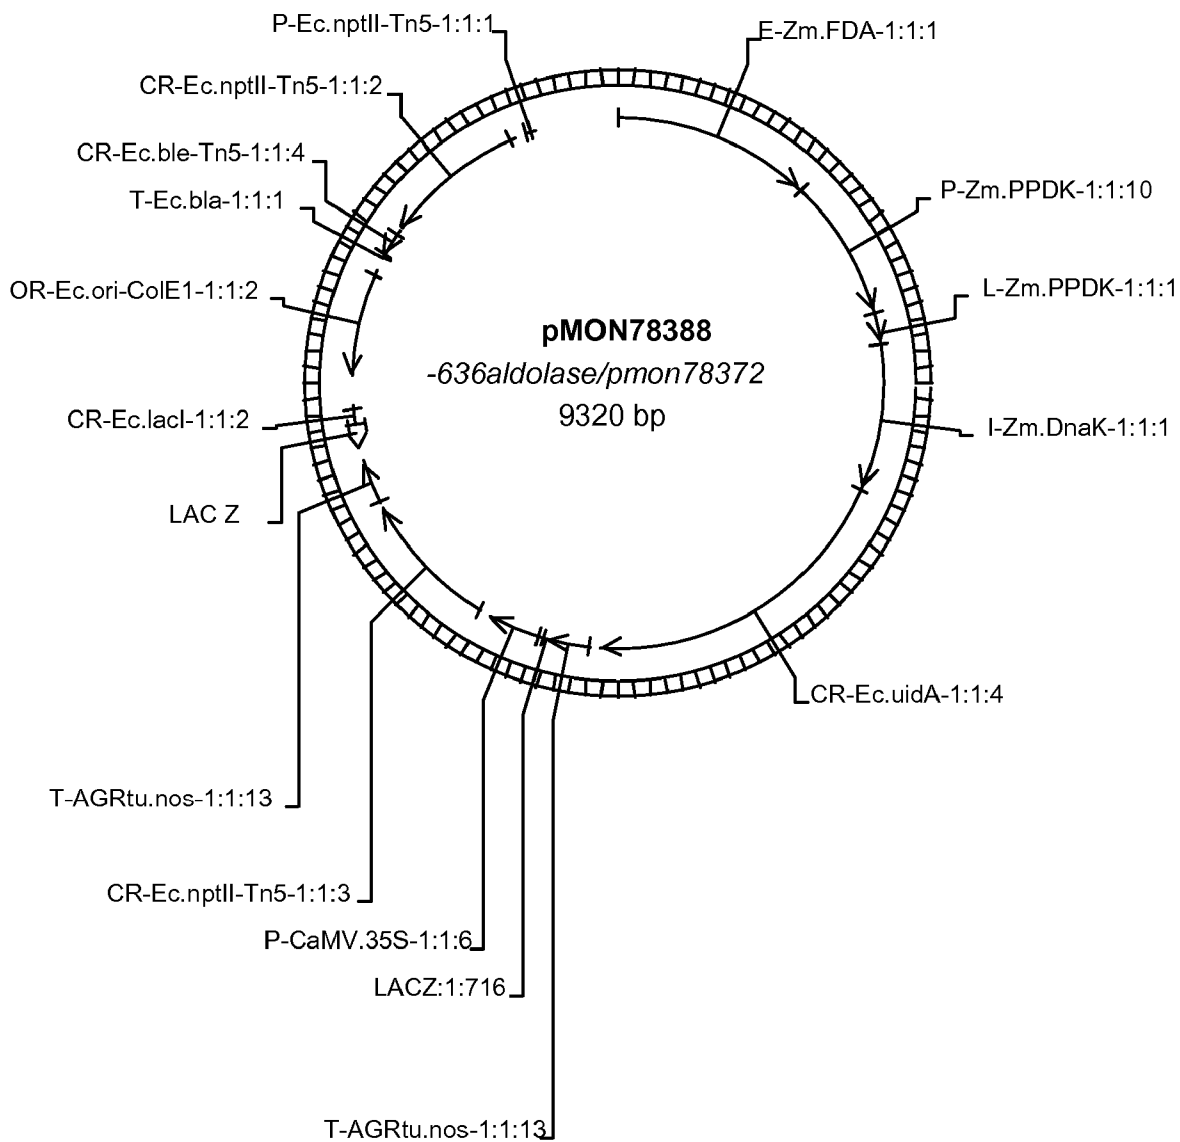 P-Ec.nptII-Tn5-1:1:1
E-Zm.FDA-1:1:1
CR-Ec.nptII-Tn5-1:1:2
CR-Ec.ble-Tn5-1:1:4
T-Ec.bla-1:1:1
P-Zm.PPDK-1:1:10
OR-Ec.ori-ColE1-1:1:2
L-Zm.PPDK-1:1:1
pMON78388
-636aldolase/pmon78372
9320 bp
CR-Ec.lacI-1:1:2
I-Zm.DnaK-1:1:1
LAC Z
CR-Ec.uidA-1:1:4
T-AGRtu.nos-1:1:13
CR-Ec.nptII-Tn5-1:1:3
P-CaMV.35S-1:1:6
LACZ:1:716
T-AGRtu.nos-1:1:13